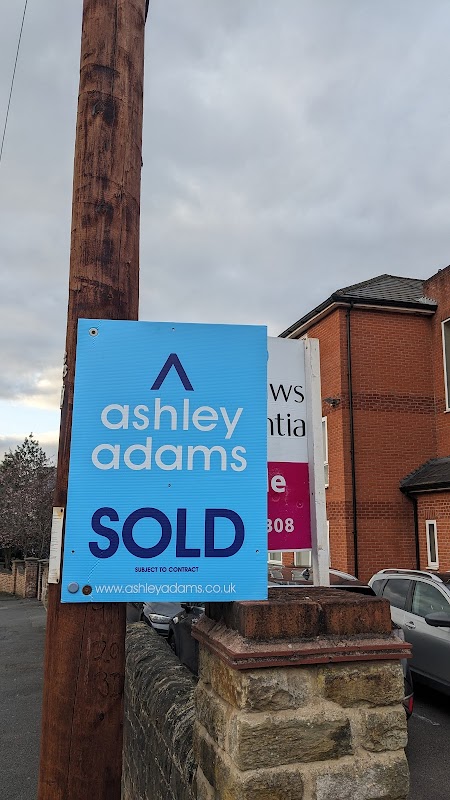 ashley
adams
SOLD
SUBJECT TO CONTRACT
www.ashleyadams.co.uk
ws
ntia
e
308